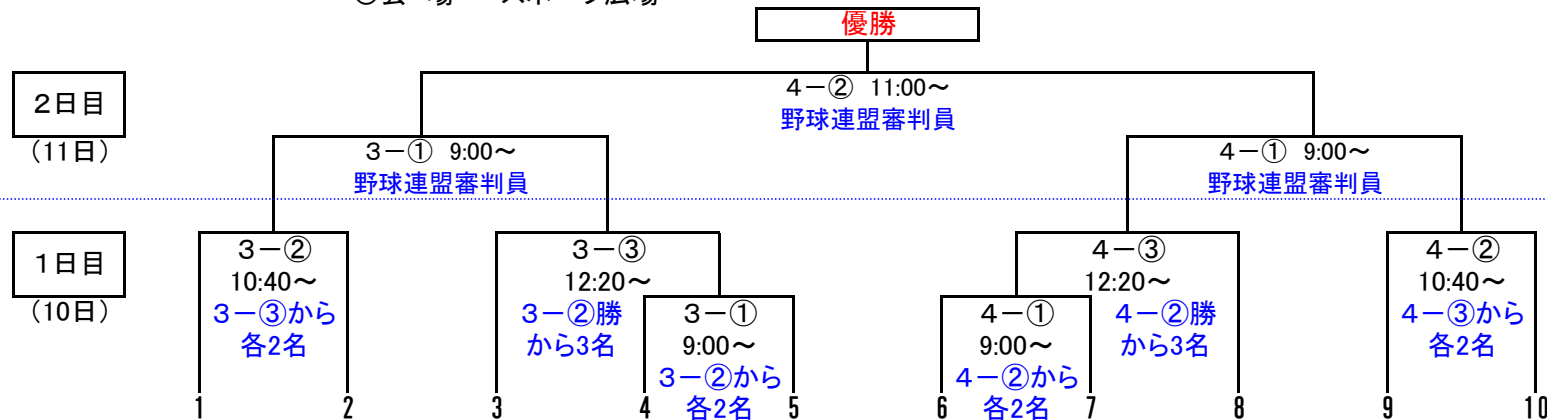 優勝
2日目
(11日)
4-② 11:00~
野球連盟審判員
3-① 9:00~
野球連盟審判員
4-① 9:00~
野球連盟審判員
1日目
(10日)
3-②
10:40~
3-③から
各2名
3-③
12:20~
3-②勝
から3名
3-①
9:00~
3-②から
各2名
4-③
12:20~
4-②勝
から3名
4-①
9:00~
4-②から
各2名
4-②
10:40~
4-③から
各2名
1 2 3 4 5 6 7 8 9 10